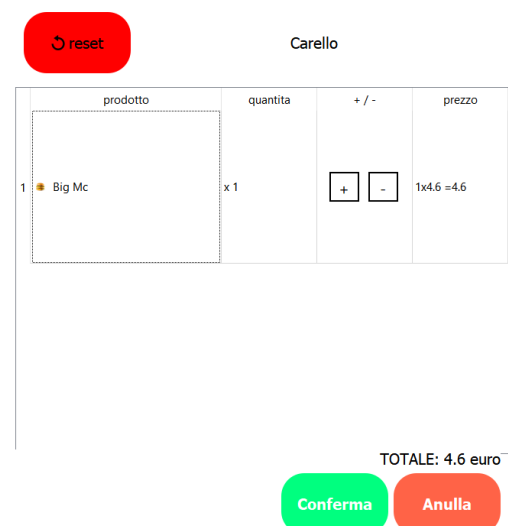 reset
Carello
prodotto quantita + / - prezzo
1 Big Mc x 1 + - 1x4.6 =4.6
TOTALE: 4.6 euro
Conferma Anulla